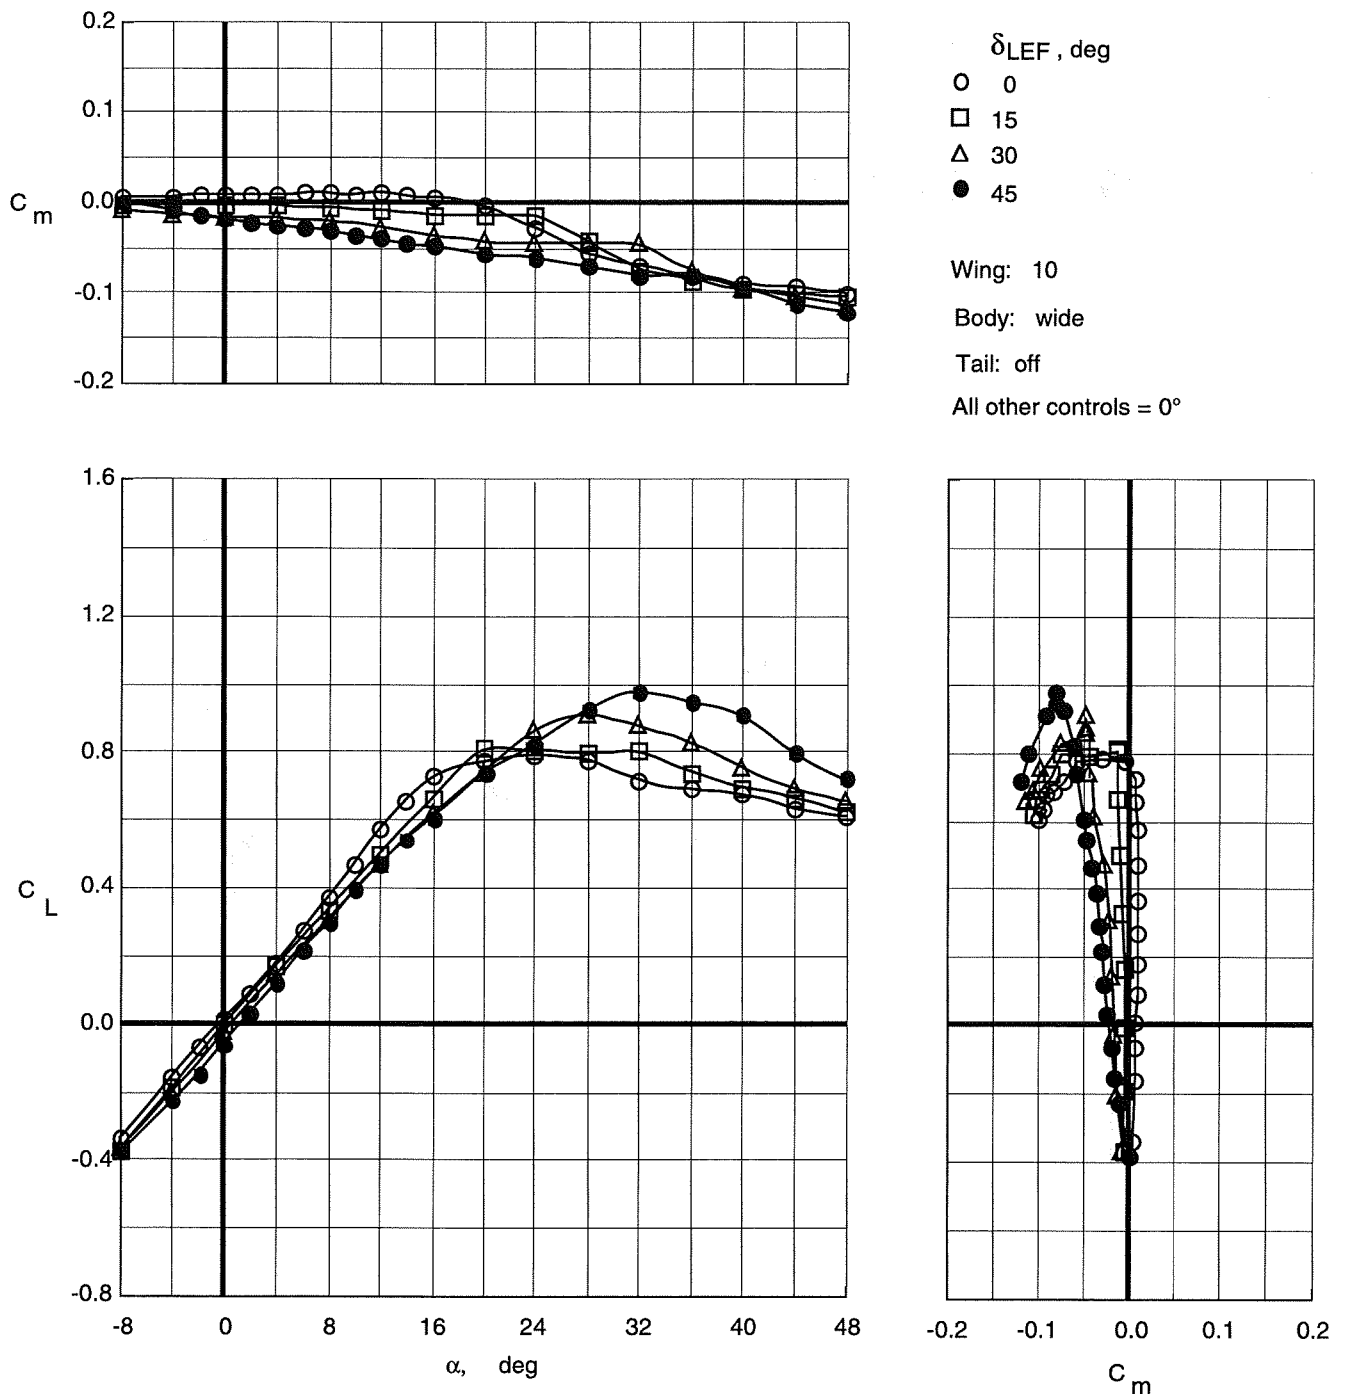 0.2
0.1
C m 0.0
-0.1
-0.2
δLEF , deg
0
15
30
45
Wing: 10
Body: wide
Tail: off
All other controls = 0°
1.6
1.2
0.8
C L 0.4
0.0
-0.4
-0.8
-8 0 8 16 24 32 40 48
α, deg
-0.2 -0.1 0.0 0.1 0.2
C m